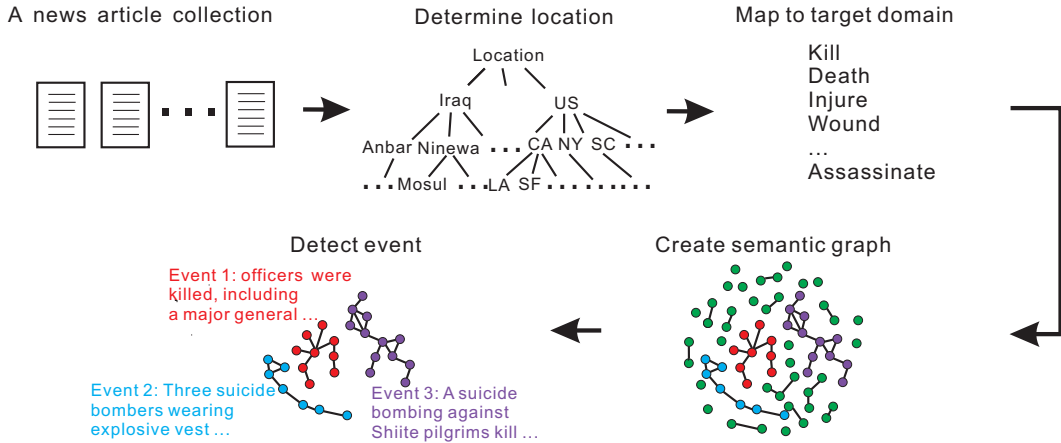 A news article collection
Determine location
Map to target domain
Location
Iraq
US
Anbar Ninewa ... CA NY SC ...
... Mosul ... LA SF ... ... ...
Kill
Death
Injure
Wound
...
Assassinate
Detect event
Create semantic graph
Event 1: officers were
killed, including
a major general ...
Event 2: Three suicide
bombers wearing
explosive vest ...
Event 3: A suicide
bombing against
Shiite pilgrims kill ...